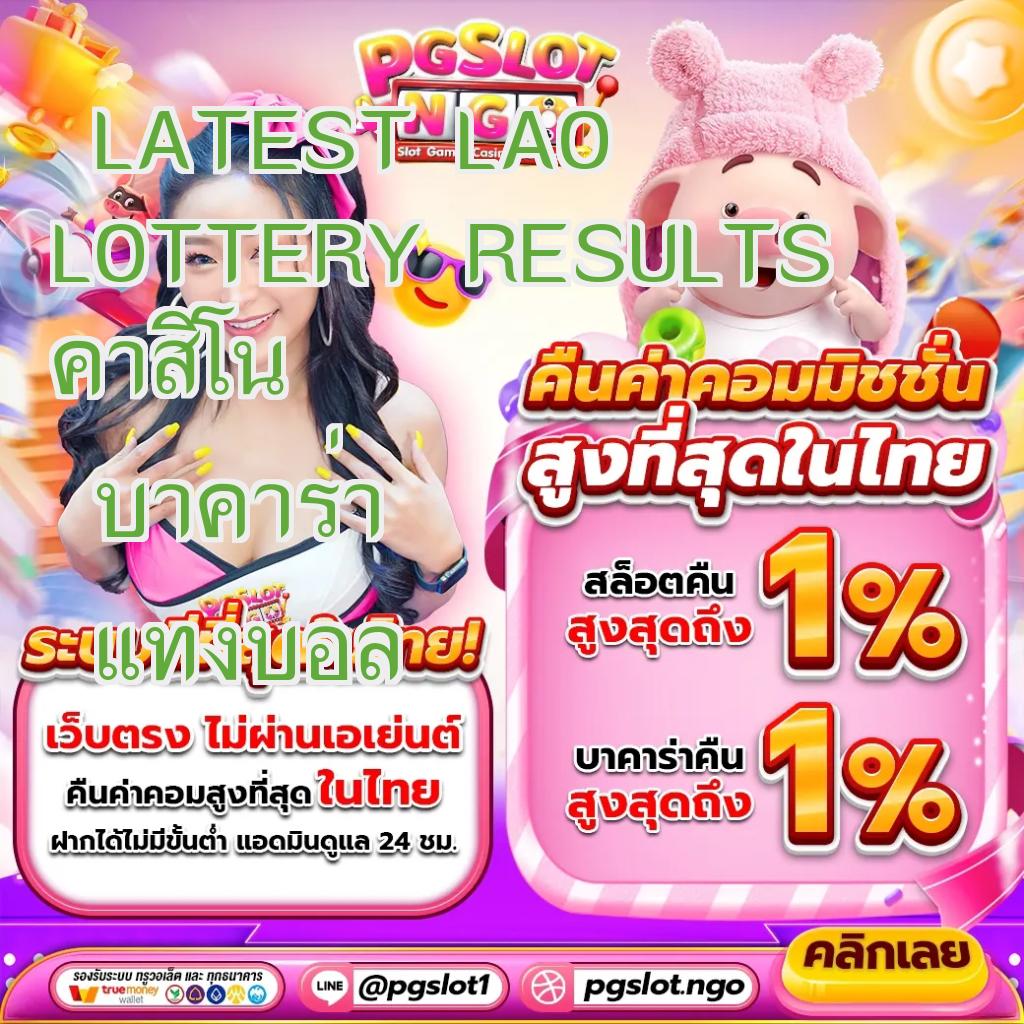 PGSLOT
NGO
Slot Game Casin
LATEST LAO
LOTTERY RESULTS
คาสิโน
บาคาร่า
แทงบอล
คืนค่าคอมมิชชั่น
สูงที่สุดในไทย
สล็อตคืน
สูงสุดถึง
1%
บาคาร่าคืน
สูงสุดถึง
1%
PGSLOT
เว็บตรง ไม่ผ่านเอเย่นต์
คืนค่าคอมสูงที่สุดในไทย
ฝากได้ไม่มีขั้นต่ำ แอดมินดูแล 24 ชม.
คลิกเลย
รองรับระบบ ทรูวอเล็ต และ ทุกธนาคาร
truemoney
wallet
LINE @pgslot1
pgslot.ngo